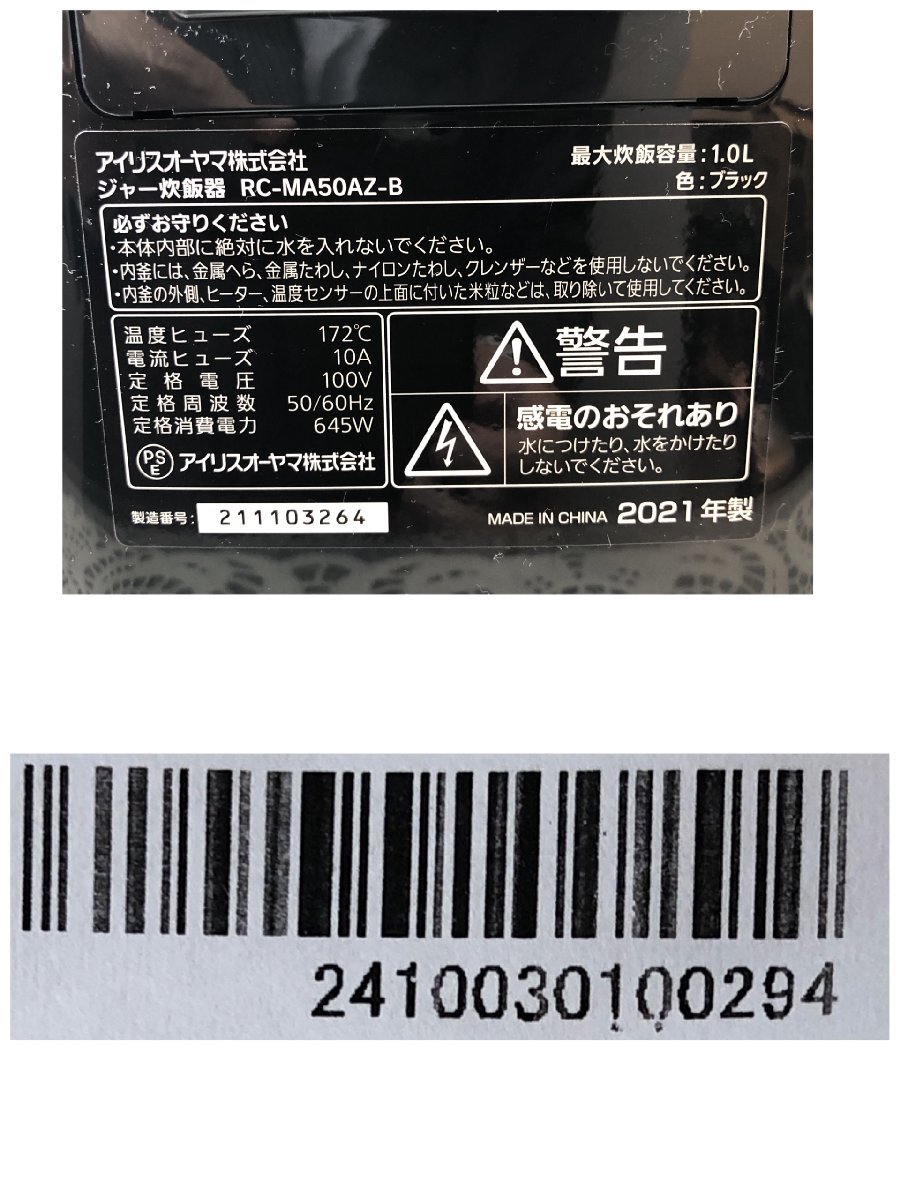 アイリスオーヤマ株式会社
最大炊飯容量:1.0L
ジャー炊飯器 RC-MA50AZ-B
色:ブラック
必ずお守りください
・本体内部に絶対に水を入れないでください。
・内釜には、金属へら、金属たわし、ナイロンたわし、クレンザーなどを使用しないでください。
・内釜の外側、ヒーター、温度センサーの上面に付いた米粒などは、取り除いて使用してください。
温度ヒューズ 172℃
電流ヒューズ 10A
定格電圧 100V
定格周波数 50/60Hz
定格消費電力 645W
PSE アイリスオーヤマ株式会社
警告
感電のおそれあり
水につけたり、水をかけたり
しないでください。
製造番号: 211103264
MADE IN CHINA 2021年製
2410030100294